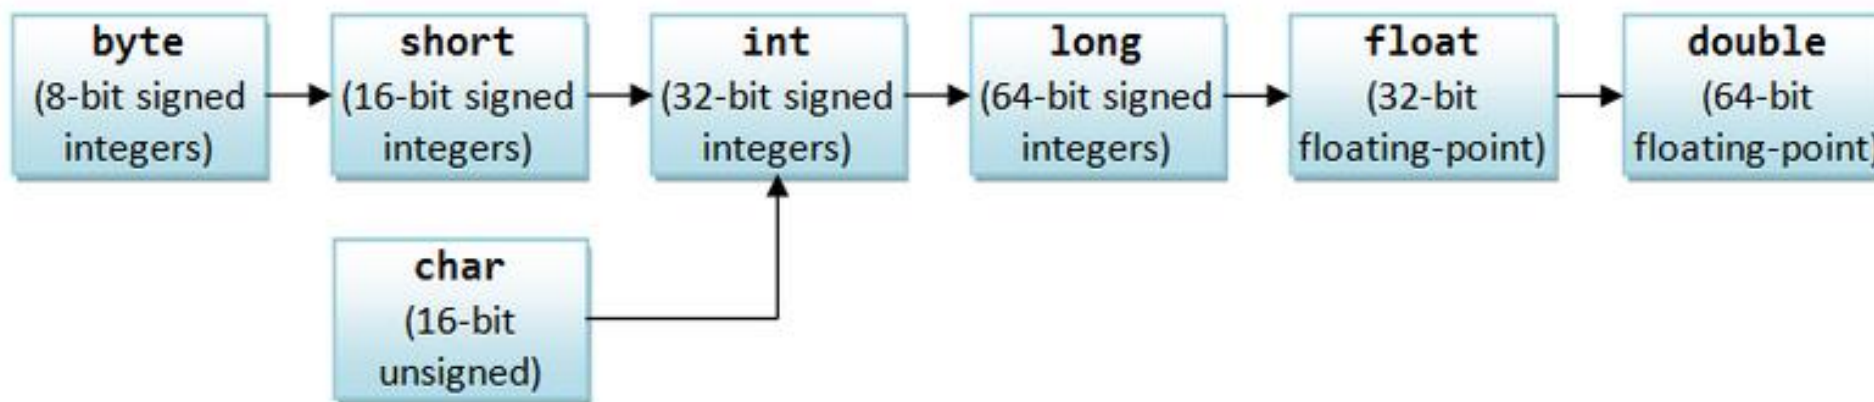 byte
(8-bit signed
integers)
short
(16-bit signed
integers)
int
(32-bit signed
integers)
long
(64-bit signed
integers)
float
(32-bit
floating-point)
double
(64-bit
floating-point)
char
(16-bit
unsigned)